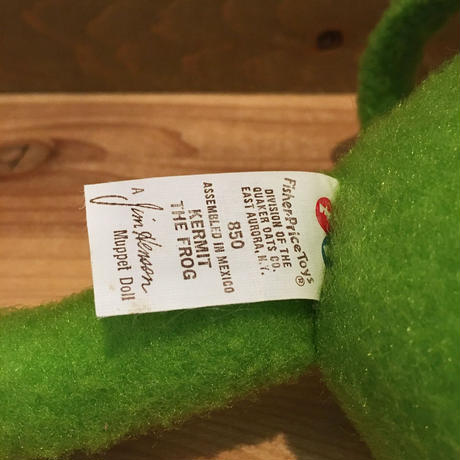 Fisher-Price Toys ®
DIVISION OF THE
QUAKER OATS CO.
EAST AURORA, N.Y.
850
ASSEMBLED IN MEXICO
KERMIT
THE FROG
A
Jim Henson
Muppet Doll